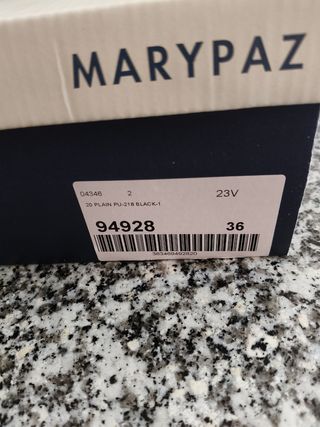 MARYPAZ
04346 2 23V
20 PLAIN PU-218 BLACK-1
94928 36